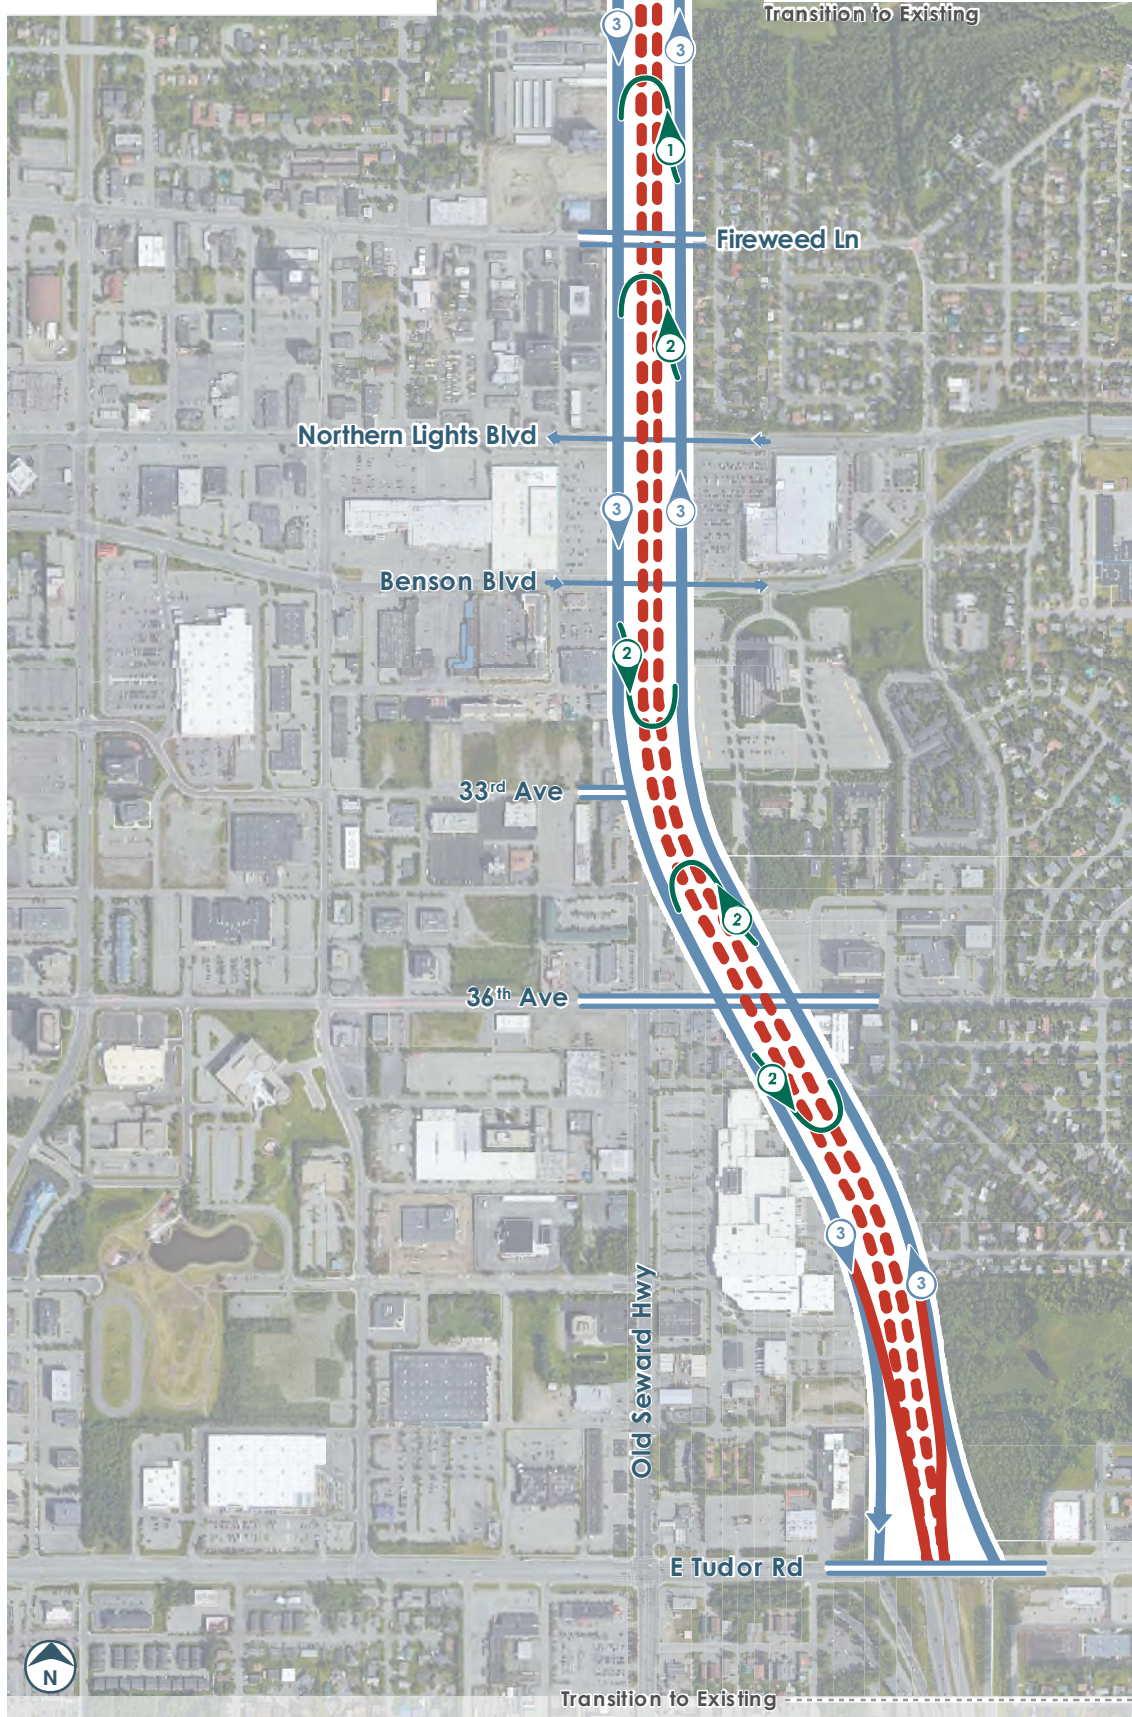 Transition to Existing
3
3
1
Fireweed Ln
2
Northern Lights Blvd
3
3
Benson Blvd
2
33rd Ave
2
36th Ave
2
3
3
Old Seward Hwy
E Tudor Rd
N
Transition to Existing